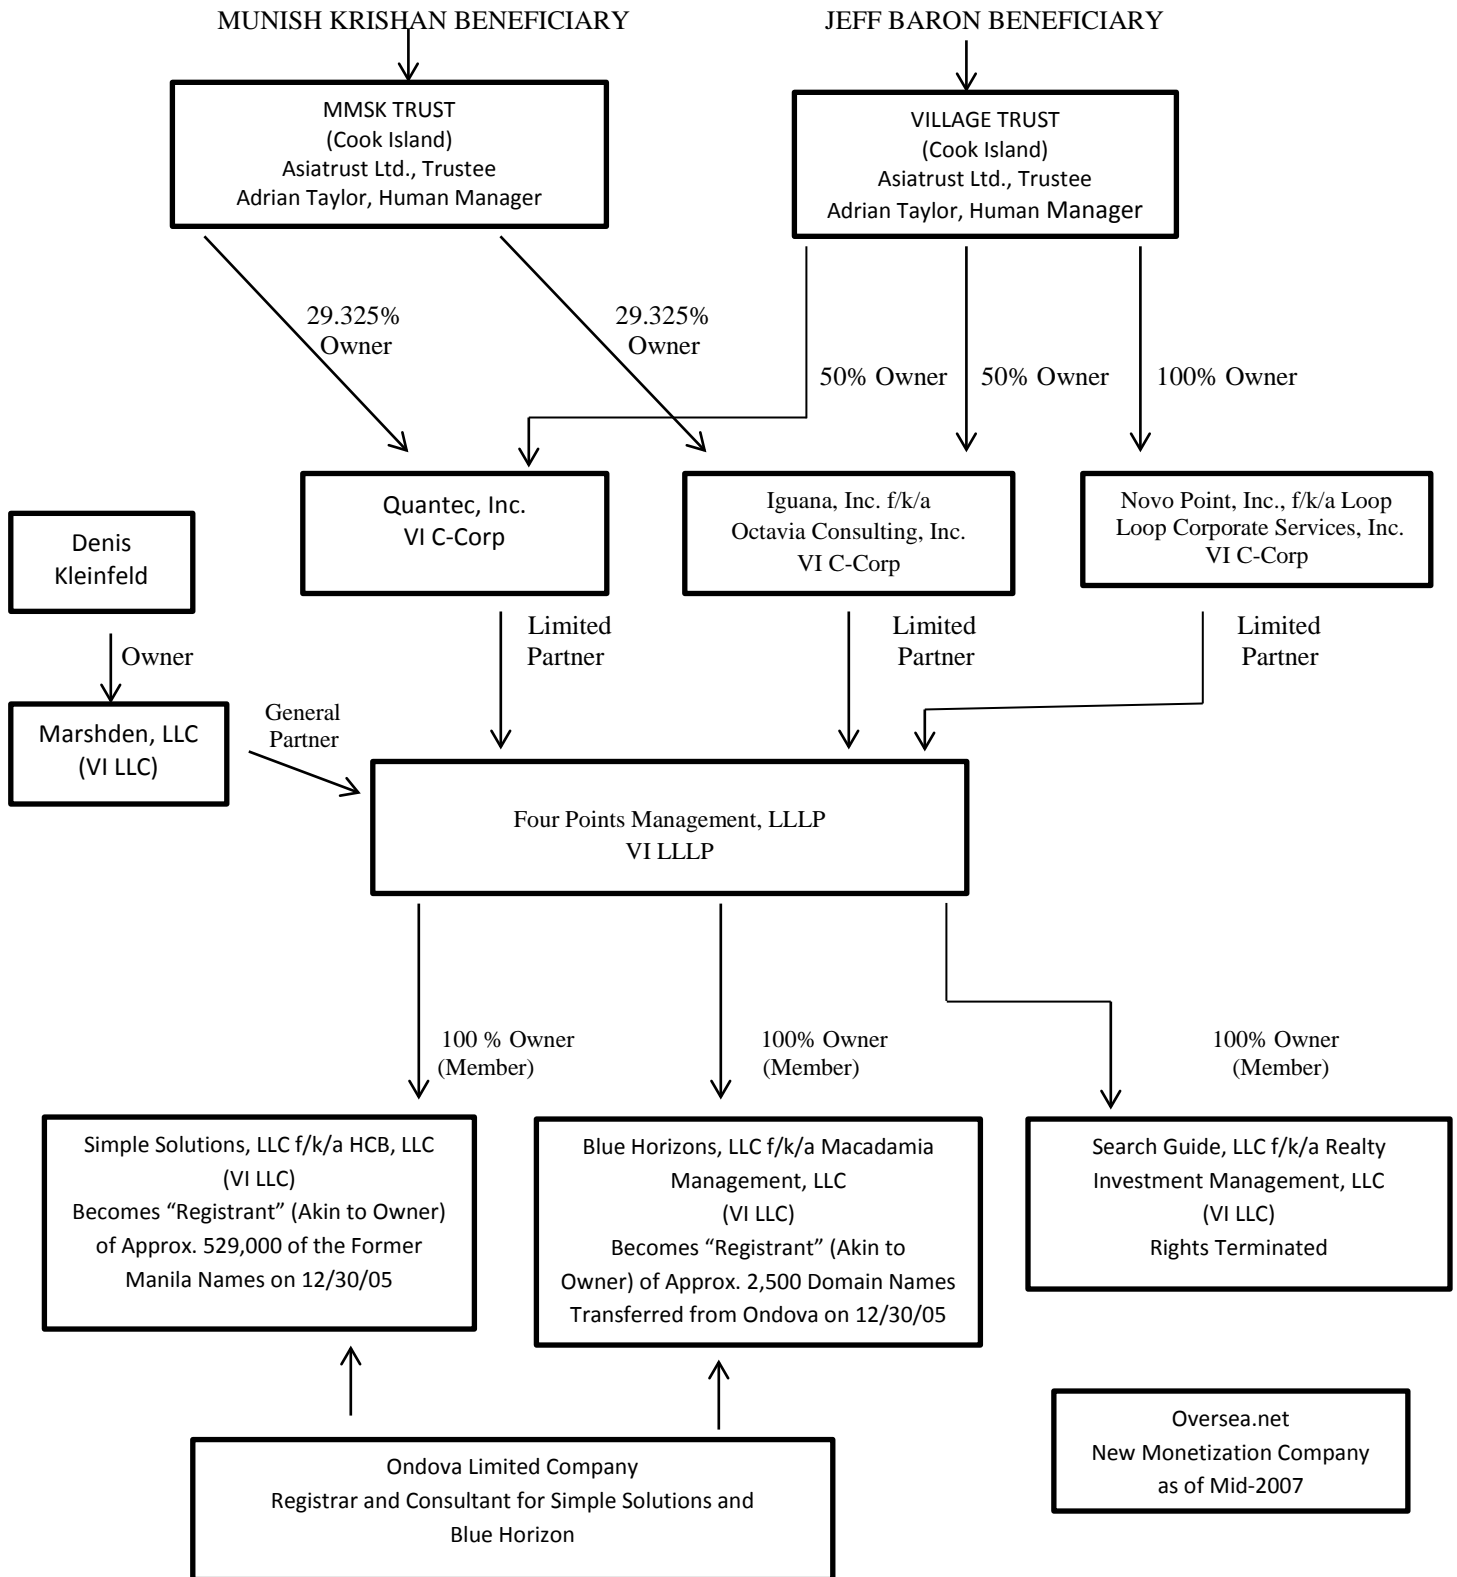 MUNISH KRISHAN BENEFICIARY
JEFF BARON BENEFICIARY
MMSK TRUST
(Cook Island)
Asiatrust Ltd., Trustee
Adrian Taylor, Human Manager
VILLAGE TRUST
(Cook Island)
Asiatrust Ltd., Trustee
Adrian Taylor, Human Manager
29.325%
Owner
29.325%
Owner
50% Owner
50% Owner
100% Owner
Quantec, Inc.
VI C-Corp
Iguana, Inc. f/k/a
Octavia Consulting, Inc.
VI C-Corp
Novo Point, Inc., f/k/a Loop
Loop Corporate Services, Inc.
VI C-Corp
Denis
Kleinfeld
Owner
Limited
Partner
Limited
Partner
Limited
Partner
Marshden, LLC
(VI LLC)
General
Partner
Four Points Management, LLLP
VI LLLP
100 % Owner
(Member)
100% Owner
(Member)
100% Owner
(Member)
Simple Solutions, LLC f/k/a HCB, LLC
(VI LLC)
Becomes “Registrant” (Akin to Owner)
of Approx. 529,000 of the Former
Manila Names on 12/30/05
Blue Horizons, LLC f/k/a Macadamia
Management, LLC
(VI LLC)
Becomes “Registrant” (Akin to
Owner) of Approx. 2,500 Domain Names
Transferred from Ondova on 12/30/05
Search Guide, LLC f/k/a Realty
Investment Management, LLC
(VI LLC)
Rights Terminated
Ondova Limited Company
Registrar and Consultant for Simple Solutions and
Blue Horizon
Oversea.net
New Monetization Company
as of Mid-2007